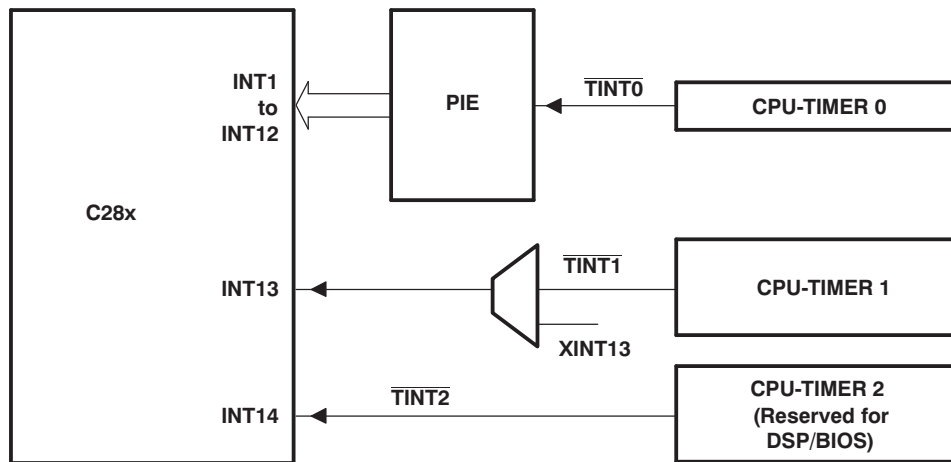 INT1
to
INT12
PIE
TINT0
CPU-TIMER 0
C28x
INT13
TINT1
CPU-TIMER 1
XINT13
INT14
TINT2
CPU-TIMER 2
(Reserved for
DSP/BIOS)